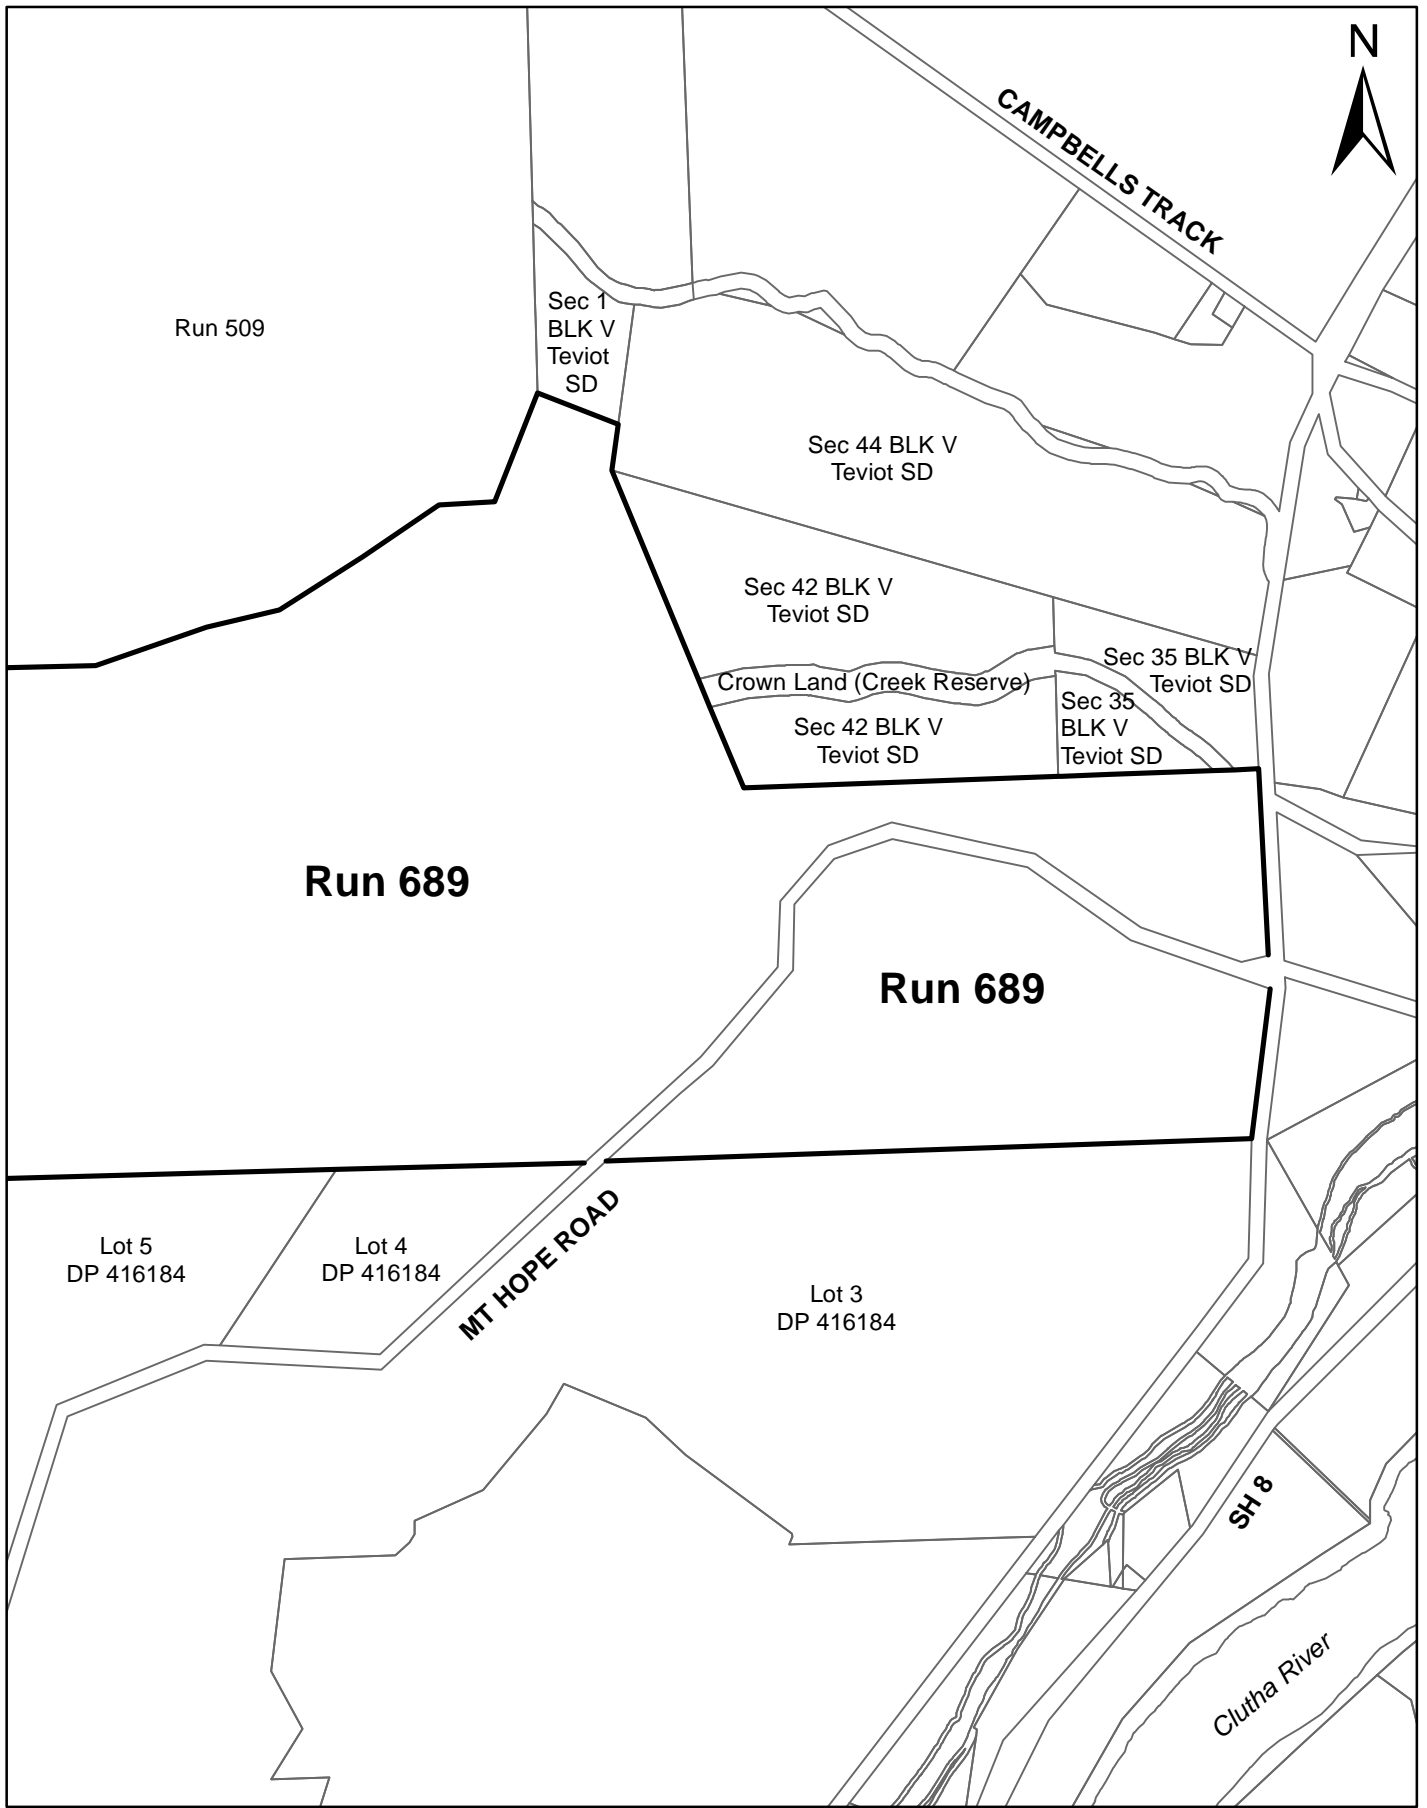 N
CAMPBELLS TRACK
Sec 1
BLK V
Teviot
SD
Run 509
Sec 44 BLK V
Teviot SD
Sec 42 BLK V
Teviot SD
Sec 35 BLK V
Teviot SD
Crown Land (Creek Reserve)
Sec 35
BLK V
Teviot SD
Sec 42 BLK V
Teviot SD
Run 689
Run 689
MT HOPE ROAD
Lot 5
DP 416184
Lot 4
DP 416184
Lot 3
DP 416184
SH 8
Clutha River